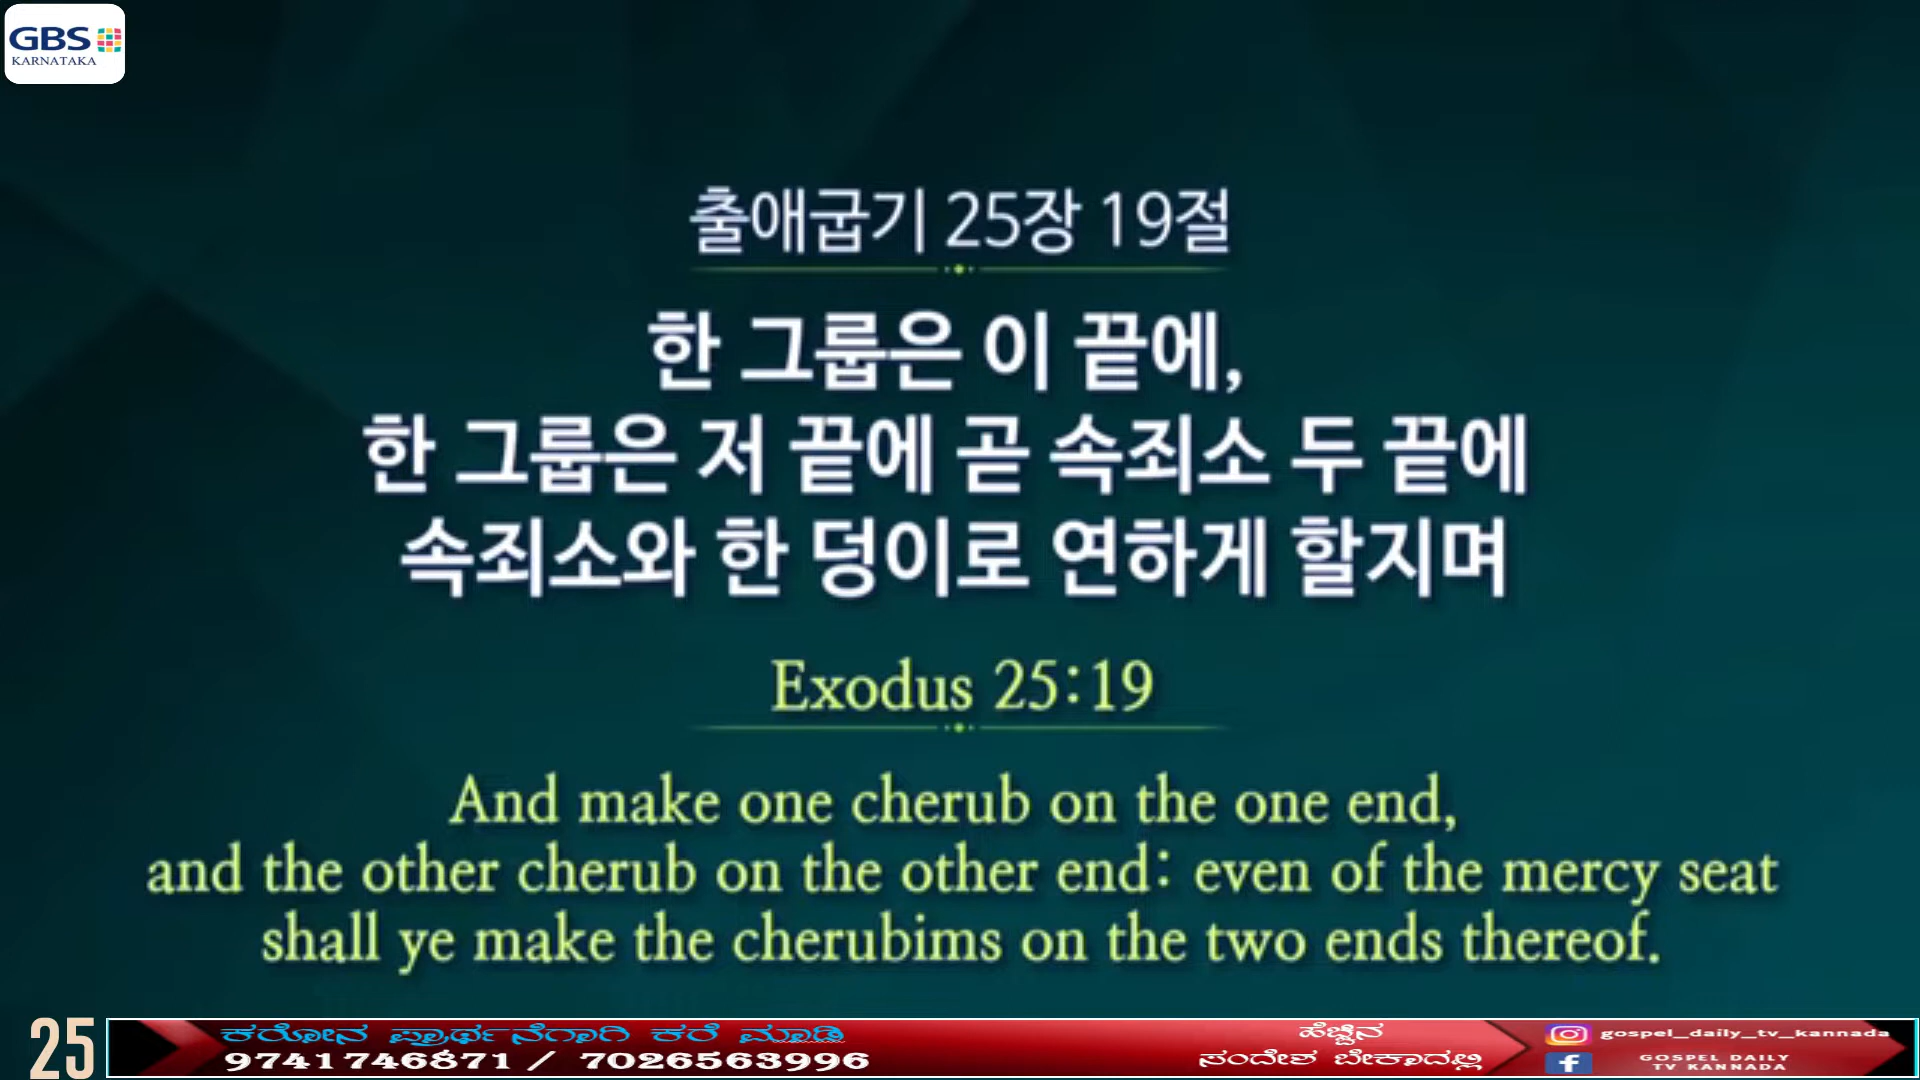 GBS
KARNATAKA
출애굽기 25장 19절
한 그룹은 이 끝에,
한 그룹은 저 끝에 곧 속죄소 두 끝에
속죄소와 한 덩이로 연하게 할지며
Exodus 25:19
And make one cherub on the one end,
and the other cherub on the other end: even of the mercy seat
shall ye make the cherubims on the two ends thereof.
25
ಕರೋನ ಪ್ರಾರ್ಥನೆಗಾಗಿ ಕರೆ ಮಾಡಿ
9741746871 / 7026563996
ಹೆಚ್ಚಿನ
ಸಂದೇಶ ಬೇಕಾದಲ್ಲಿ
gospel_daily_tv_kannada
GOSPEL DAILY
TV KANNADA